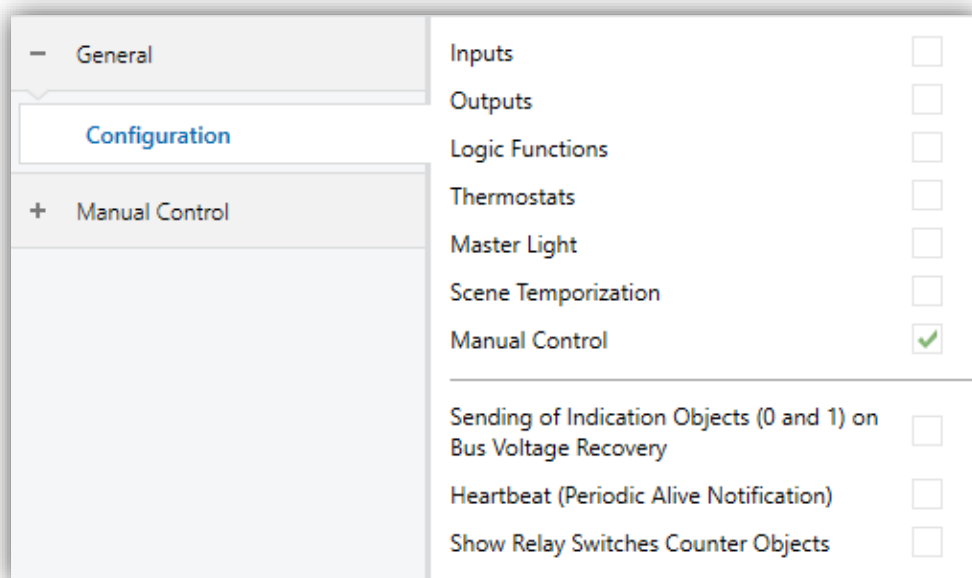 General
Configuration
Manual Control
Inputs
Outputs
Logic Functions
Thermostats
Master Light
Scene Temporization
Manual Control
Sending of Indication Objects (0 and 1) on
Bus Voltage Recovery
Heartbeat (Periodic Alive Notification)
Show Relay Switches Counter Objects